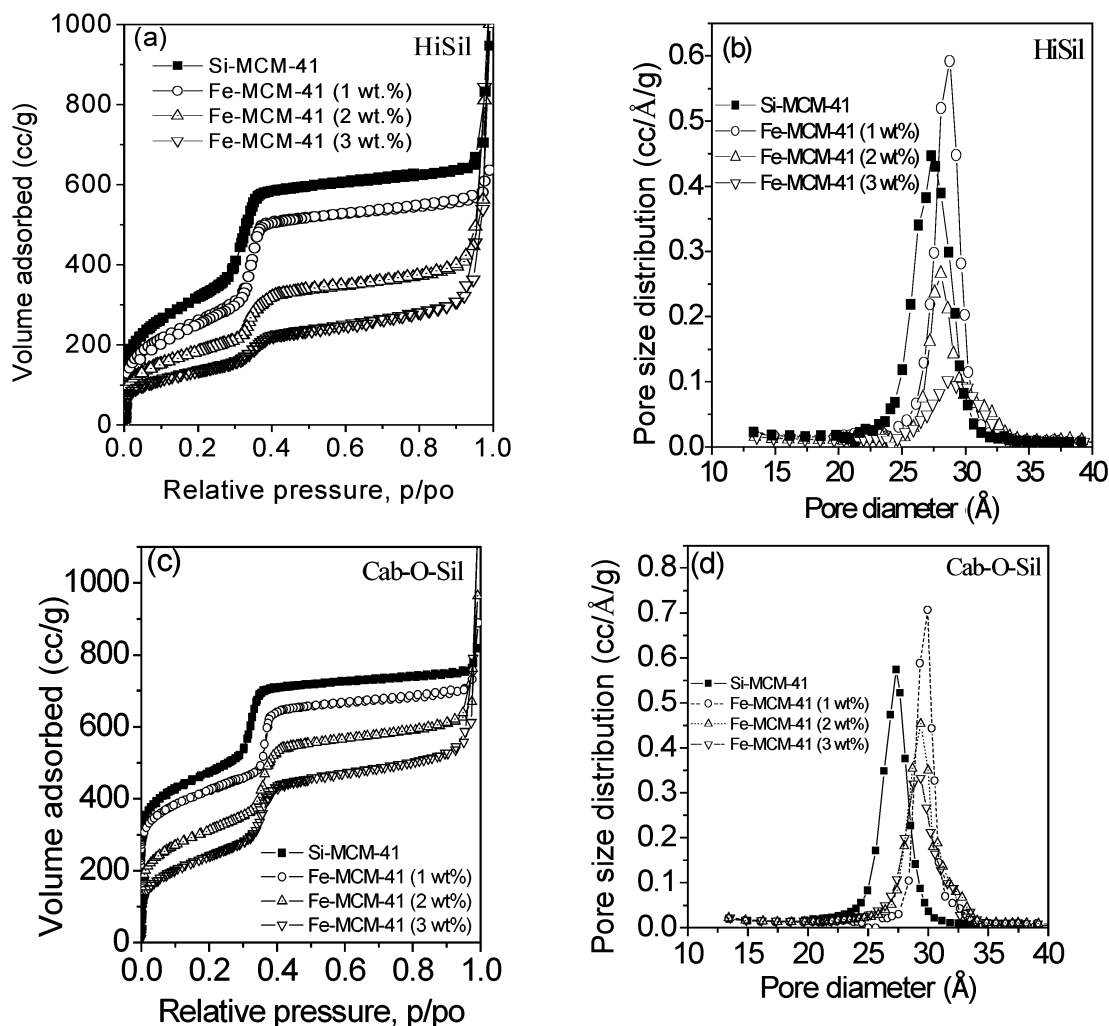 (a)
HiSil
Si-MCM-41
Fe-MCM-41 (1 wt.%)
Fe-MCM-41 (2 wt.%)
Fe-MCM-41 (3 wt.%)
Volume adsorbed (cc/g)
1000
800
600
400
200
0
0.0 0.2 0.4 0.6 0.8 1.0
Relative pressure, p/po
(b)
HiSil
Si-MCM-41
Fe-MCM-41 (1 wt%)
Fe-MCM-41 (2 wt%)
Fe-MCM-41 (3 wt%)
Pore size distribution (cc/Å/g)
0.6
0.5
0.4
0.3
0.2
0.1
0.0
10 15 20 25 30 35 40
Pore diameter (Å)
(c)
Cab-O-Sil
Si-MCM-41
Fe-MCM-41 (1 wt%)
Fe-MCM-41 (2 wt%)
Fe-MCM-41 (3 wt%)
Volume adsorbed (cc/g)
1000
800
600
400
200
0
0.0 0.2 0.4 0.6 0.8 1.0
Relative pressure, p/po
(d)
Cab-O-Sil
Si-MCM-41
Fe-MCM-41 (1 wt%)
Fe-MCM-41 (2 wt%)
Fe-MCM-41 (3 wt%)
Pore size distribution (cc/Å/g)
0.8
0.7
0.6
0.5
0.4
0.3
0.2
0.1
0.0
10 15 20 25 30 35 40
Pore diameter (Å)